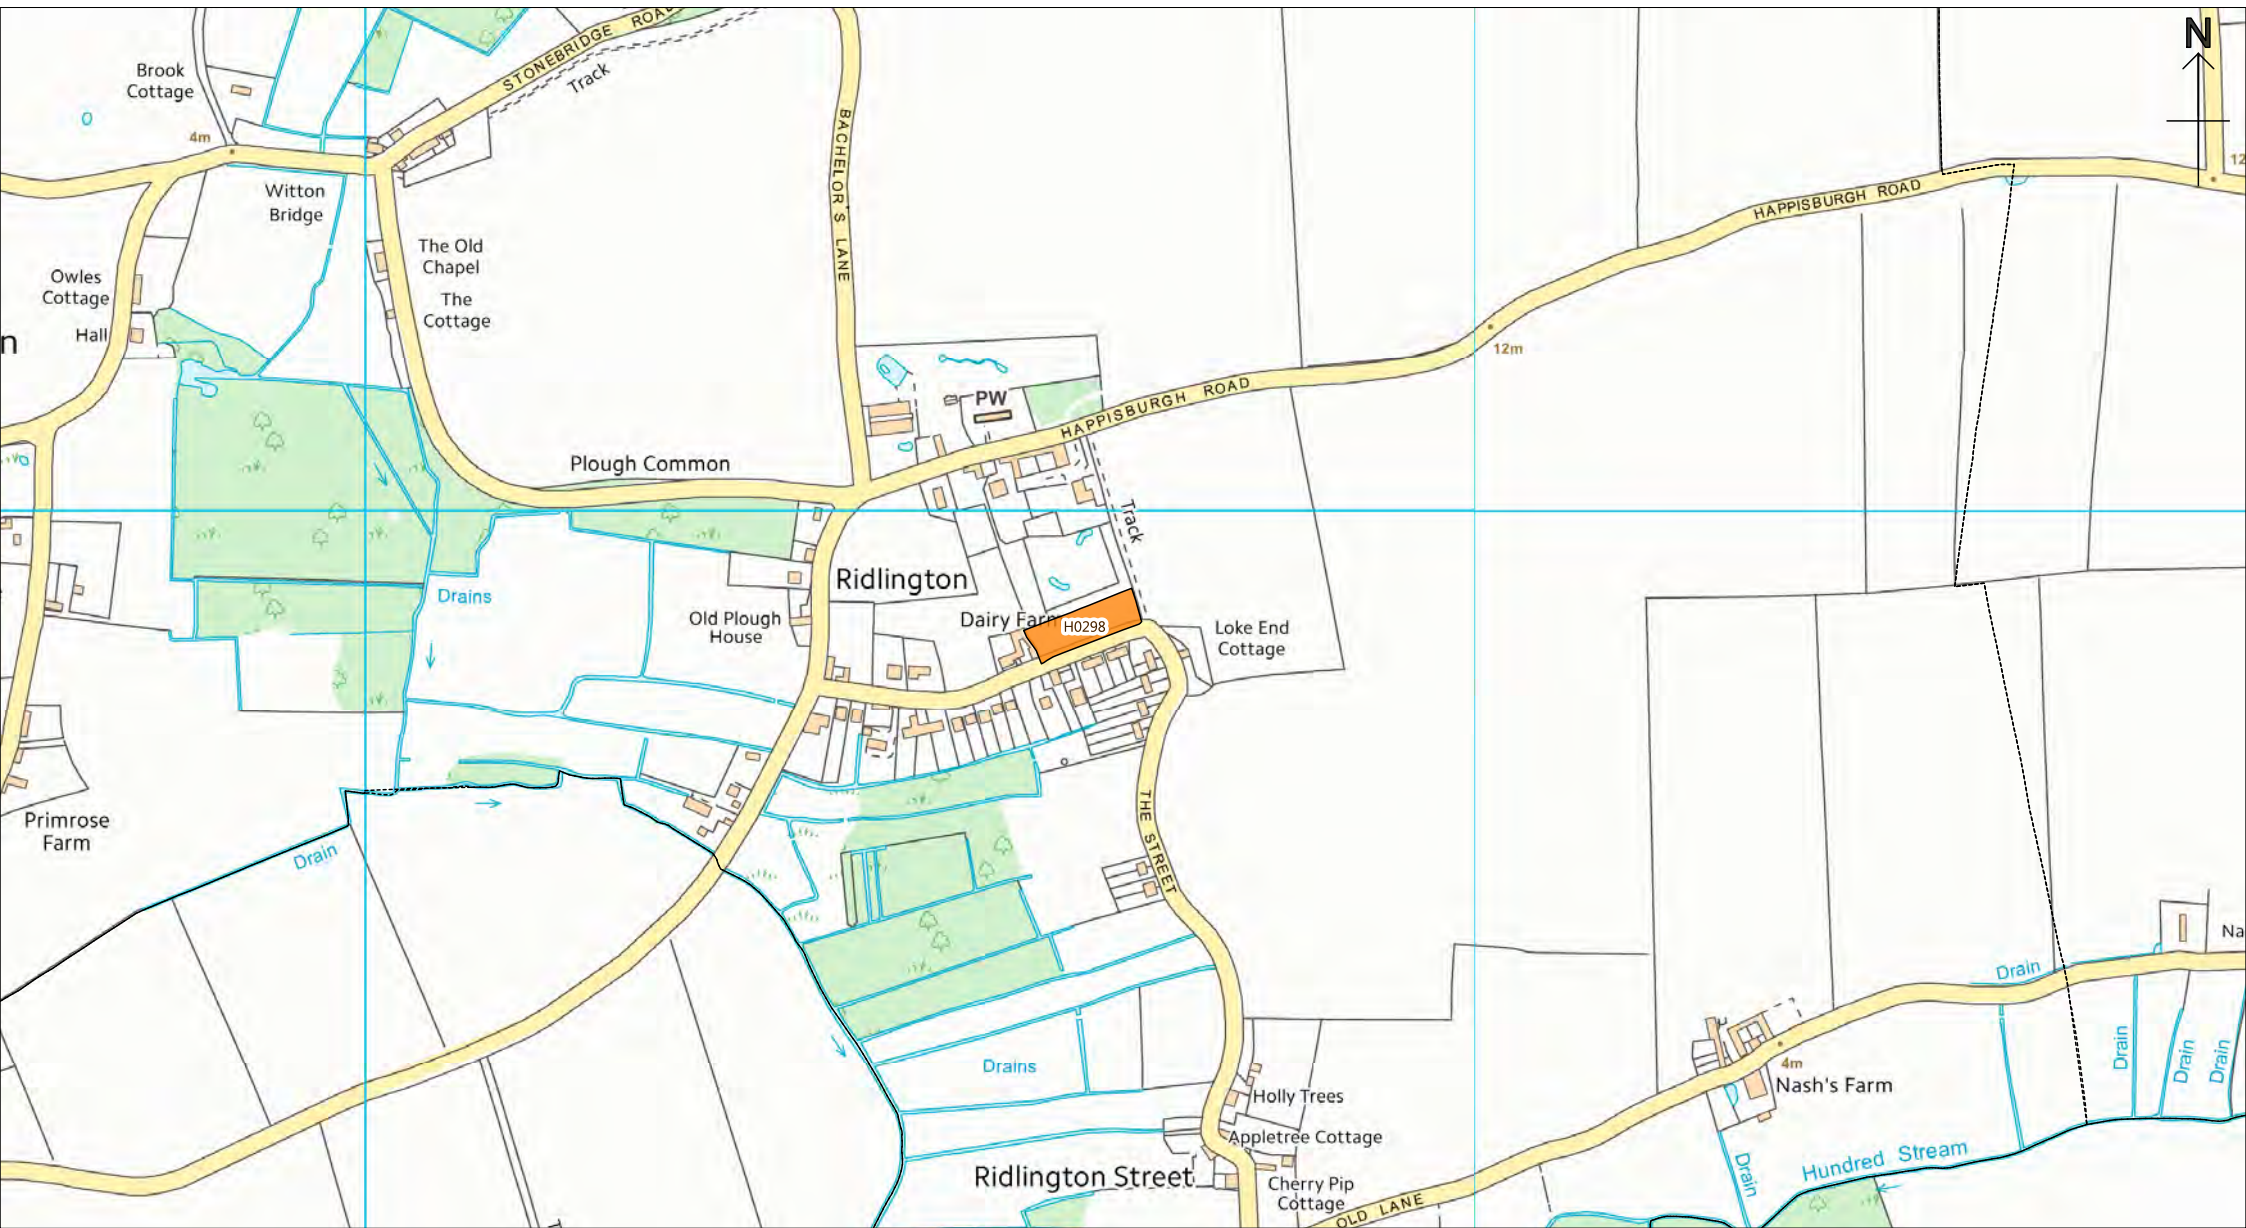 STONEBRIDGE ROAD
N
Brook
Cottage
Track
4m
BACHELOR'S LANE
12
Witton
Bridge
HAPPISBURGH ROAD
The Old
Chapel
Owles
Cottage
The
Cottage
Hall
n
12m
HAPPISBURGH ROAD
PW
Plough Common
Track
Ridlington
Drains
Old Plough
House
Dairy Farm
H0298
Loke End
Cottage
Primrose
Farm
Drain
THE STREET
Na
Drain
Drains
Drain
Drain
Drain
4m
Nash's Farm
Holly Trees
Appletree Cottage
Hundred Stream
Ridlington Street
Drain
Cherry Pip
Cottage
OLD LANE